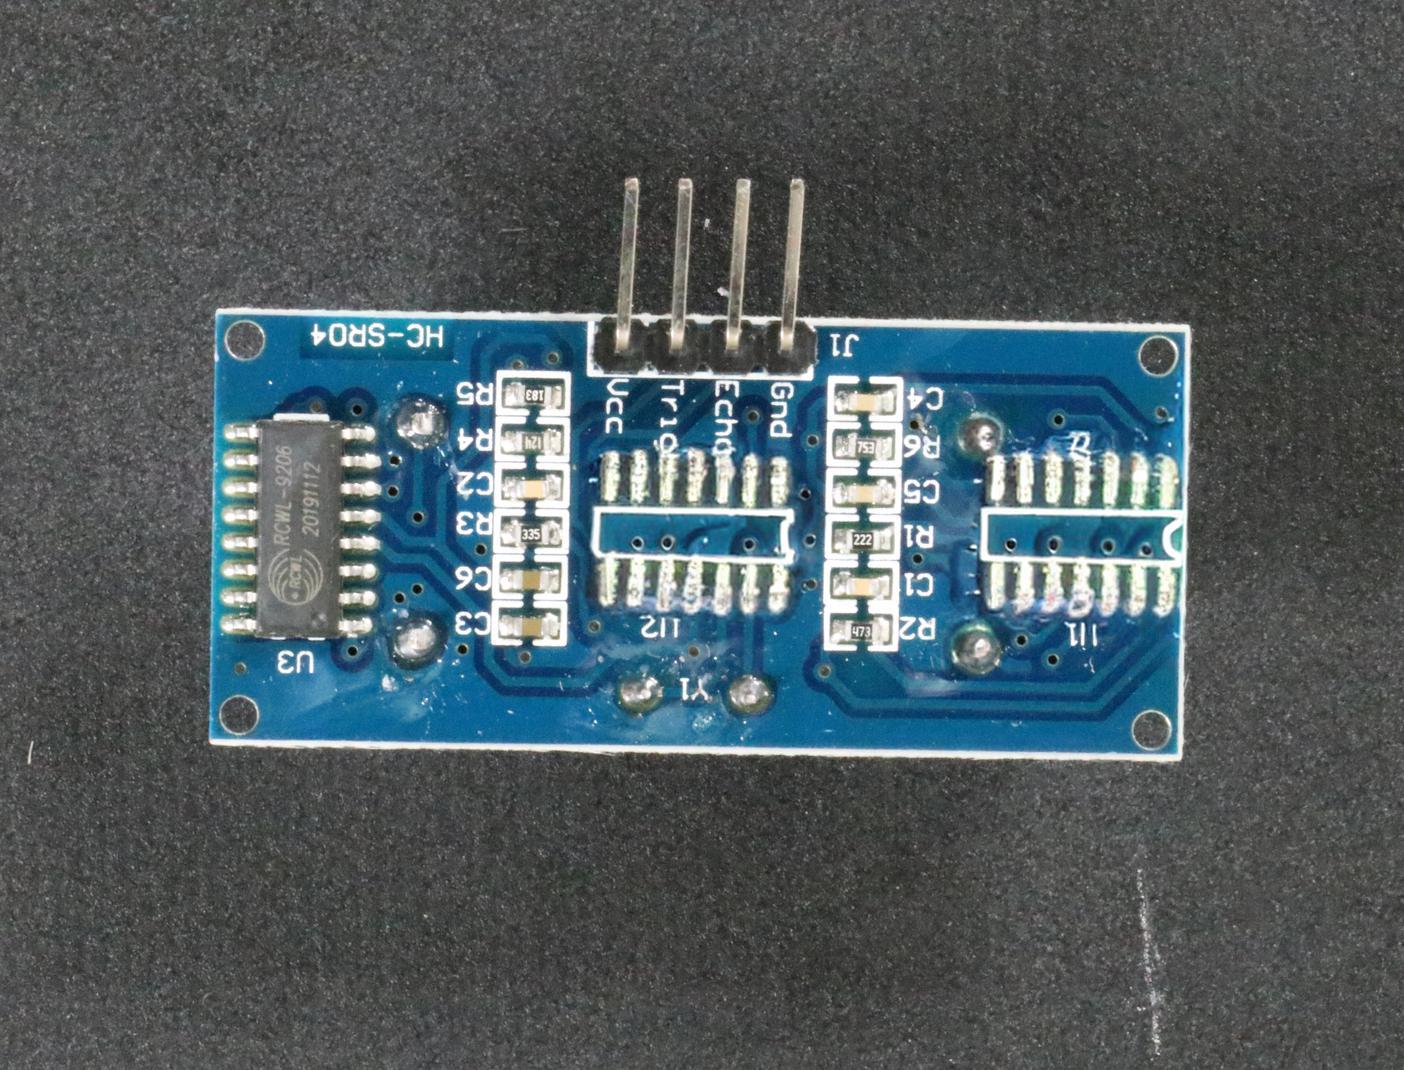 HC-SR04
J1
Vcc
Trig
Echo
Gnd
R5
183
R4
124
C2
R3
335
C6
C3
C4
R6
753
C5
R1
222
C1
R2
473
RCWL-9206
20191112
RCWL
U3
U2
U1
Y1